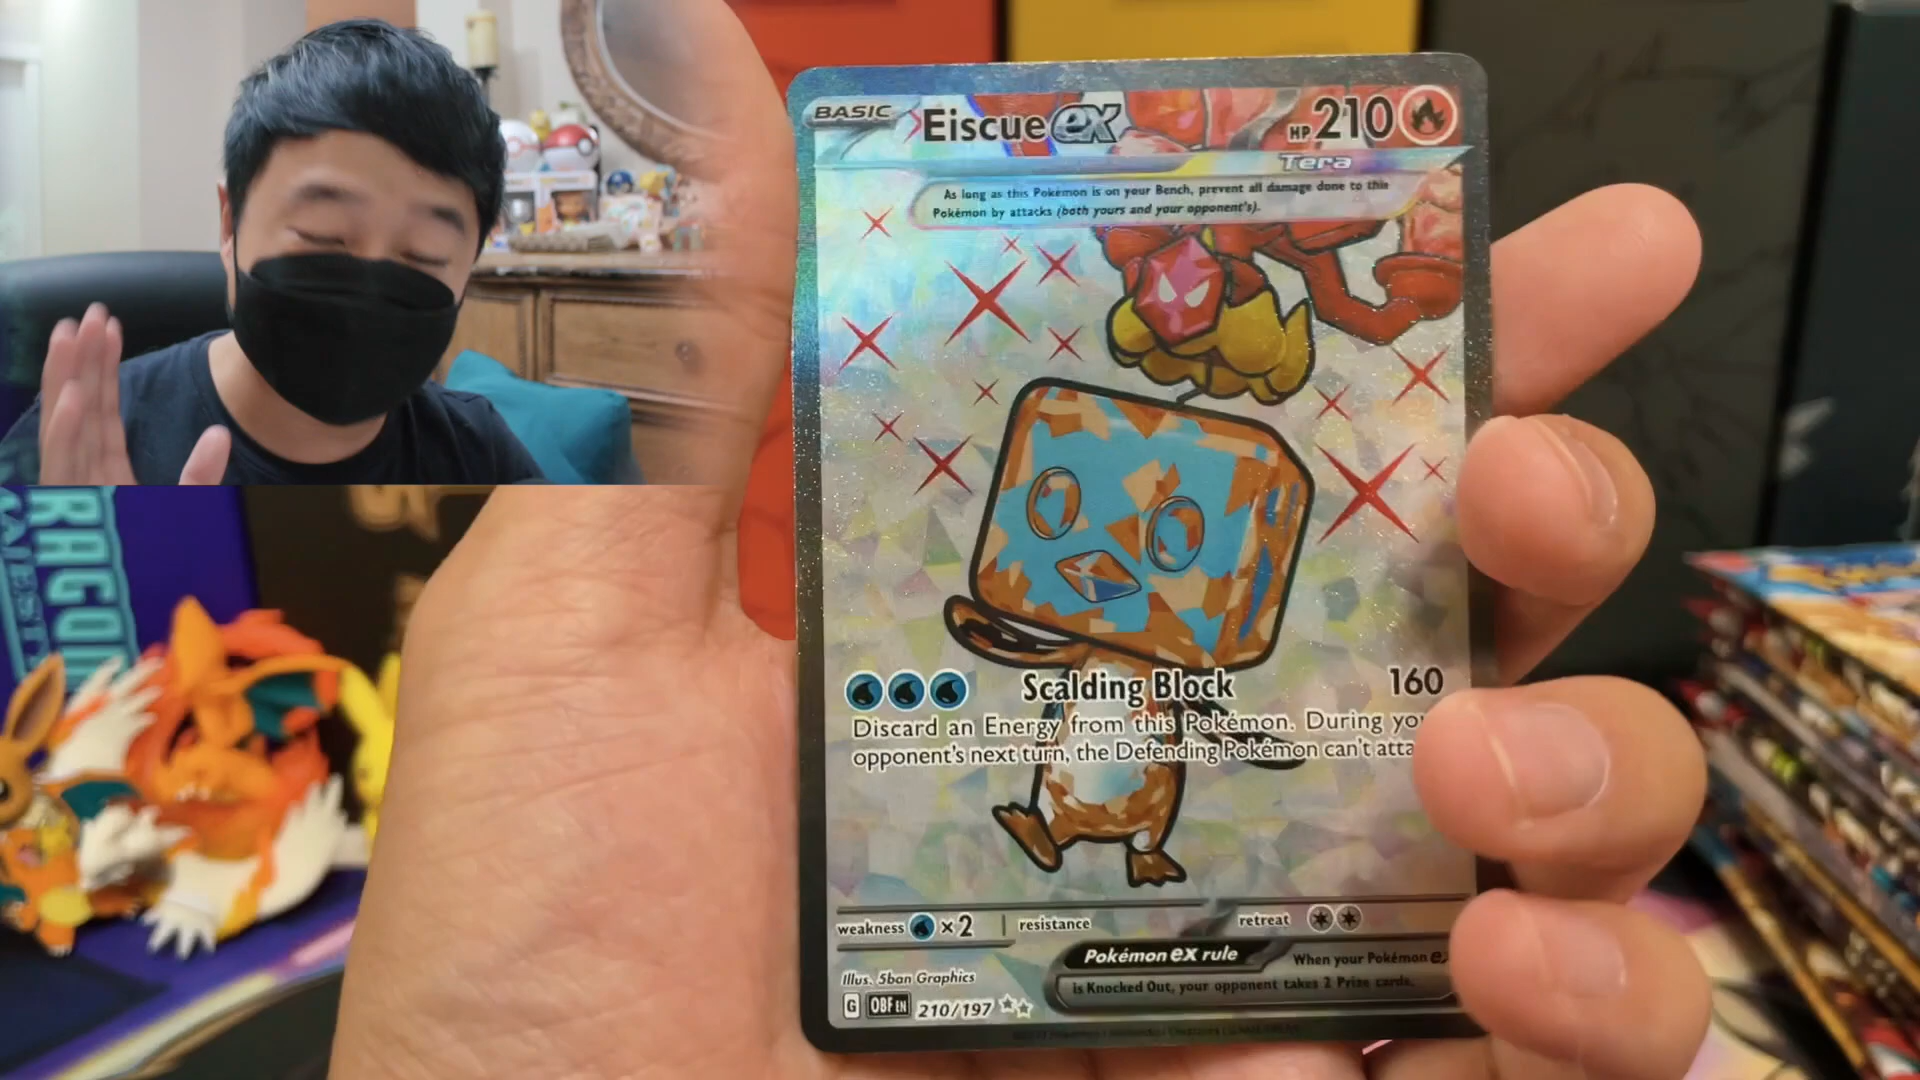 BASIC
Eiscue ex
HP 210
Tera
As long as this Pokémon is on your Bench, prevent all damage done to this
Pokémon by attacks (both yours and your opponent's).
Scalding Block 160
Discard an Energy from this Pokémon. During
opponent's next turn, the Defending Pokémon can't
weakness ×2 resistance retreat
Pokémon ex rule When your Pokémon
is Knocked Out, your opponent takes 2 Prize cards.
Illus. 5ban Graphics
G OBF EN 210/197